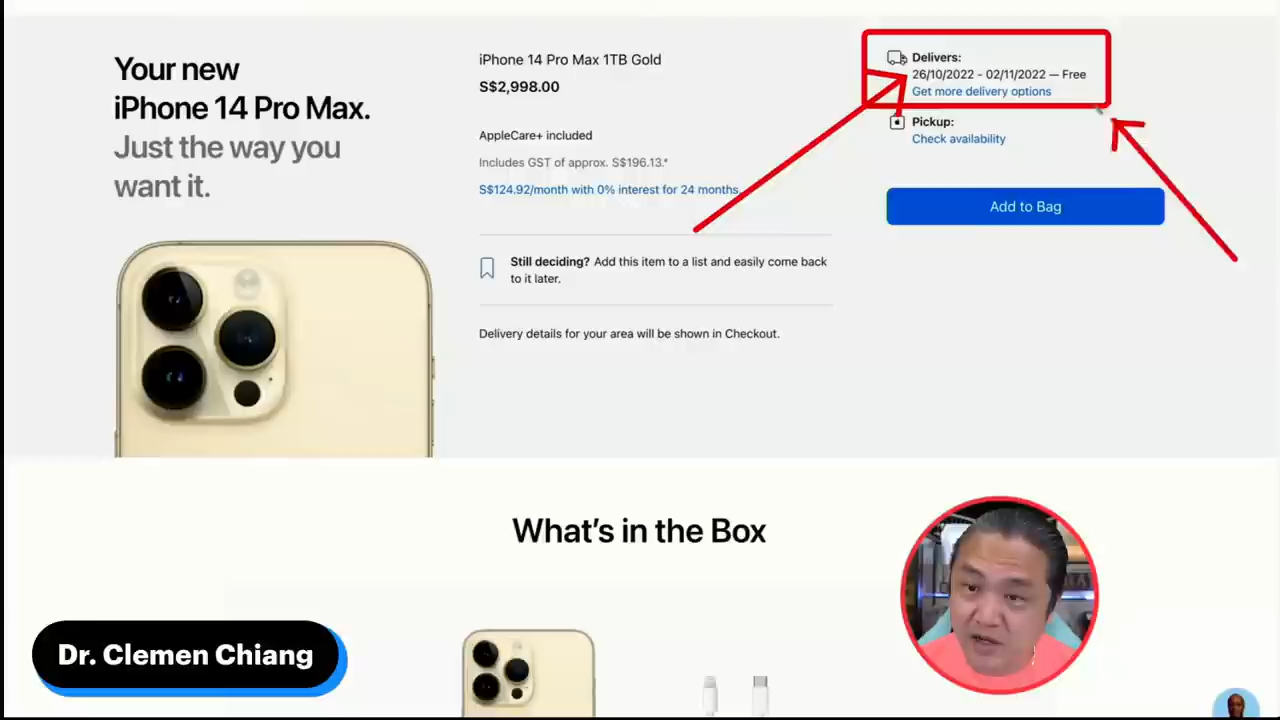 Your new
iPhone 14 Pro Max.
Just the way you
want it.
iPhone 14 Pro Max 1TB Gold
S$2,998.00
AppleCare+ included
Includes GST of approx. S$196.13.*
S$124.92/month with 0% interest for 24 months.
Still deciding? Add this item to a list and easily come back
to it later.
Delivery details for your area will be shown in Checkout.
Delivers:
26/10/2022 - 02/11/2022 — Free
Get more delivery options
Pickup:
Check availability
Add to Bag
What's in the Box
Dr. Clemen Chiang